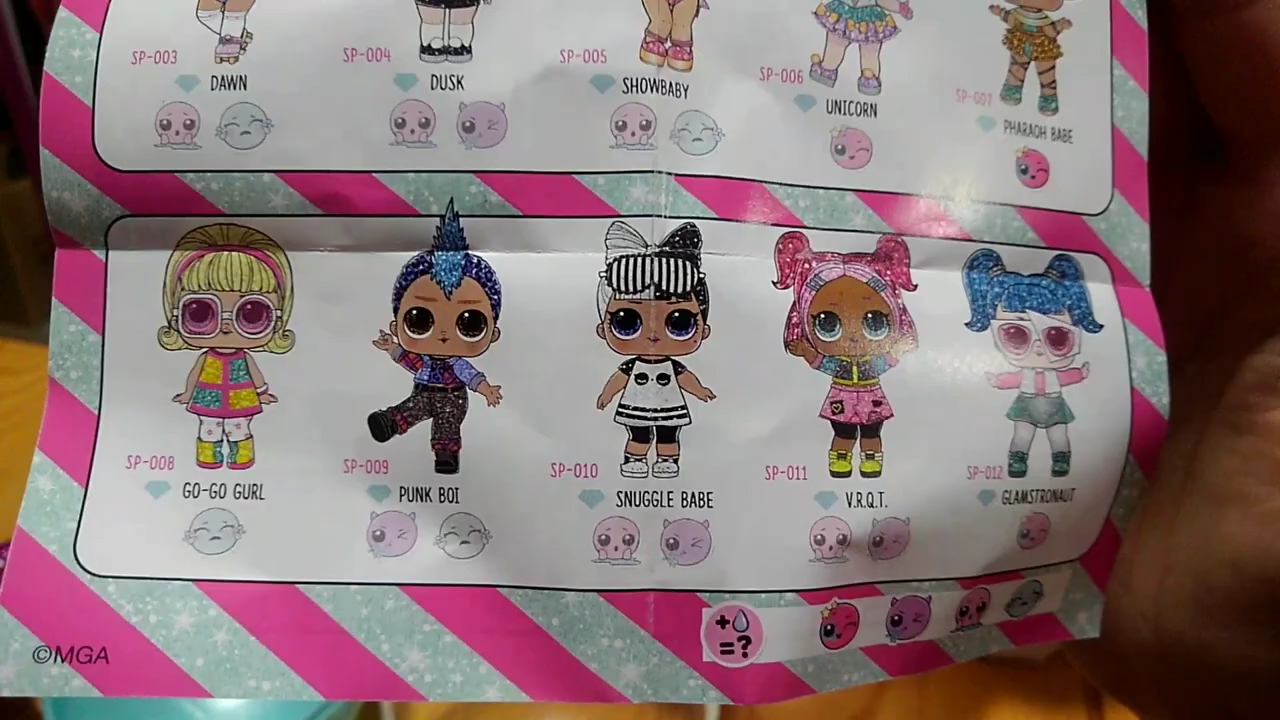 SP-003
DAWN
SP-004
DUSK
SP-005
SHOWBABY
SP-006
UNICORN
SP-007
PHARAOH BABE
SP-008
GO-GO GURL
SP-009
PUNK BOI
SP-010
SNUGGLE BABE
SP-011
V.R.Q.T.
SP-012
GLAMSTRONAUT
+
=?
©MGA